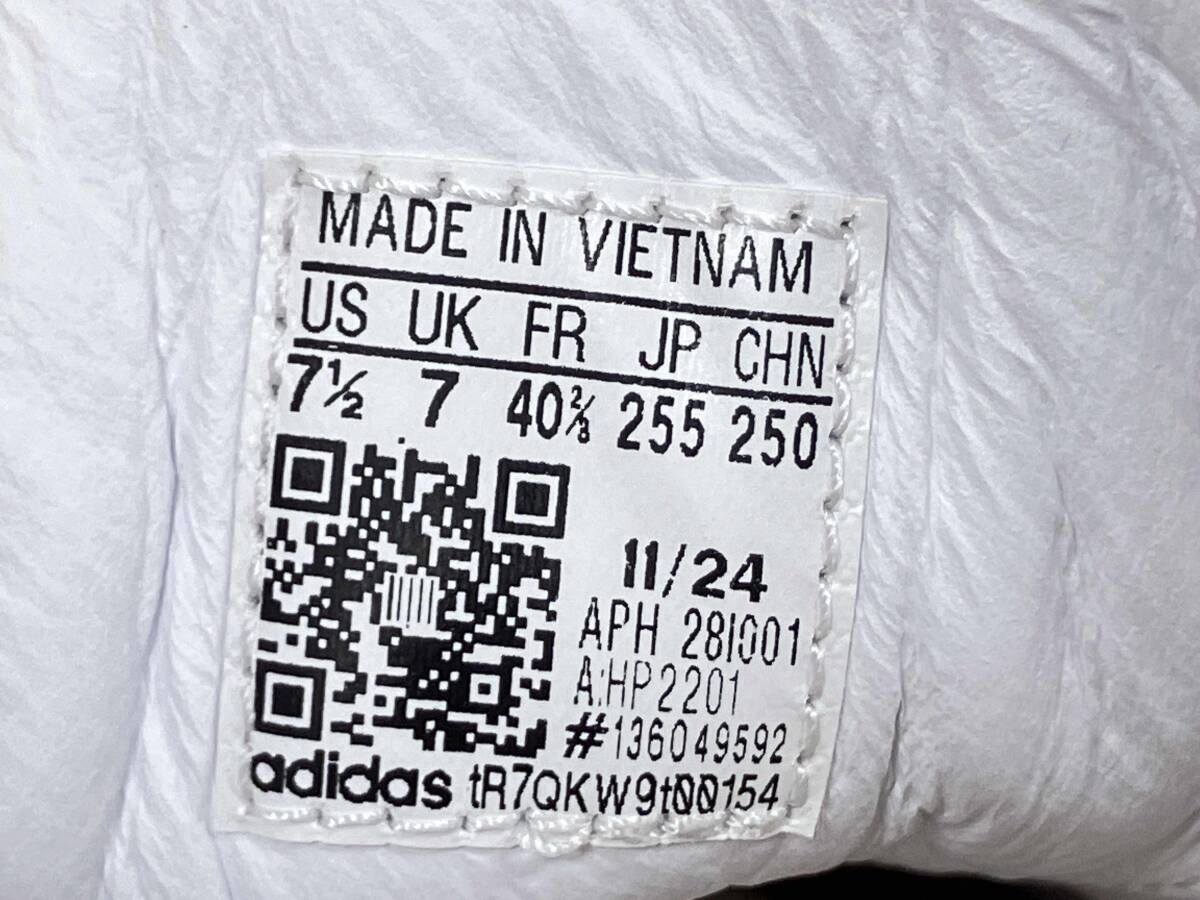 MADE IN VIETNAM
US UK FR JP CHN
7½ 7 40⅔ 255 250
11/24
APH 281001
A:HP2201
#136049592
adidas tR7QKW9t00154